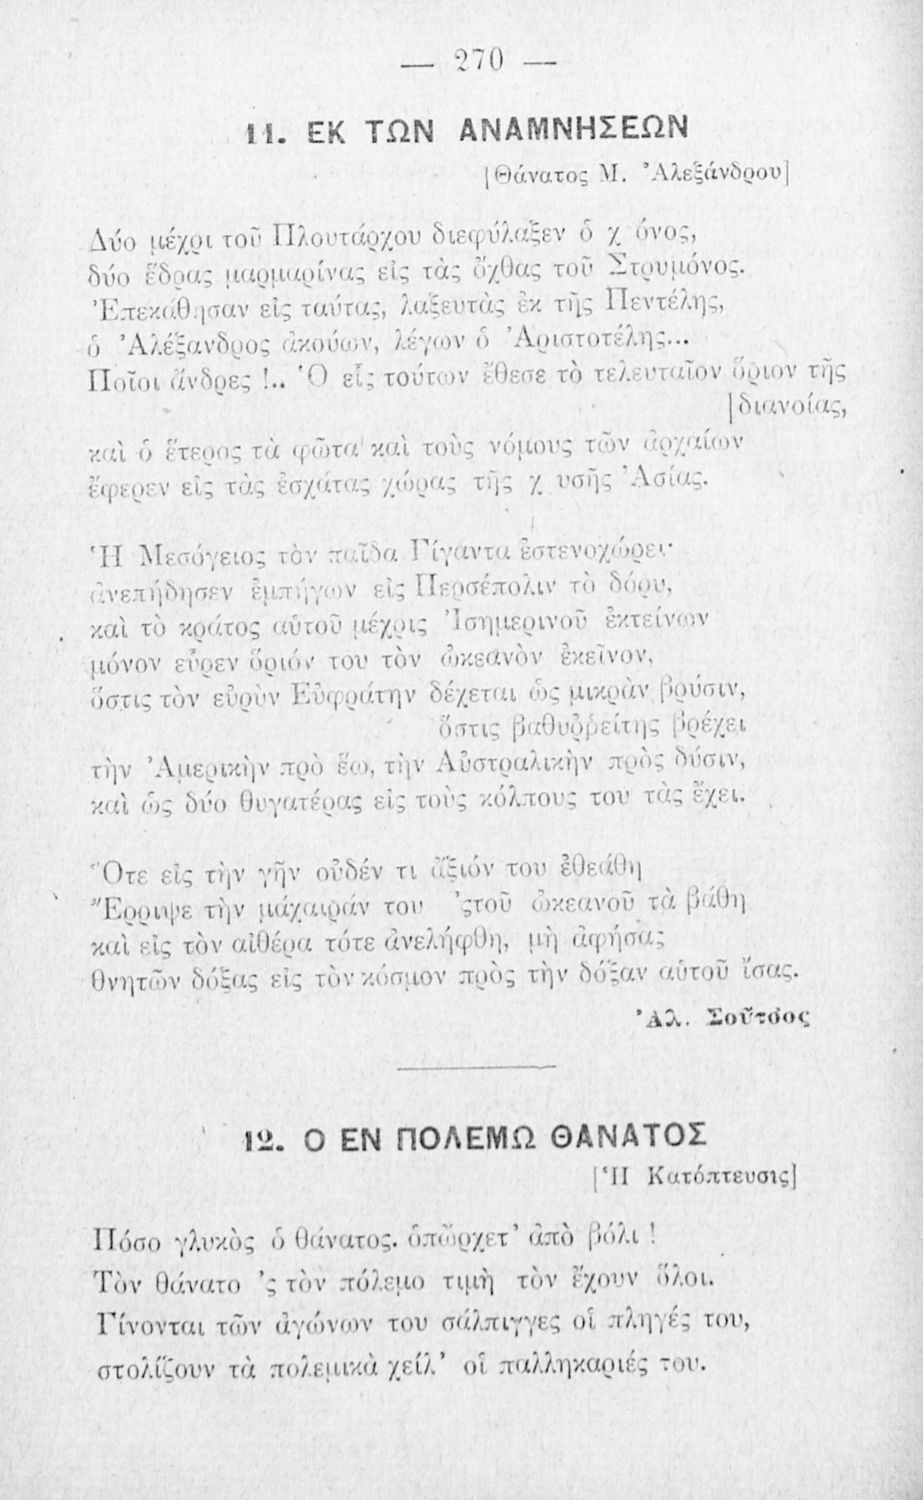 — 270 —
11. ΕΚ ΤΩΝ ΑΝΑΜΝΗΣΕΩΝ
[Θάνατος Μ. Ἀλεξάνδρου]
Δύο μέχρι τοῦ Πλουτάρχου διεφύλαξεν ὁ χ όνος,
δύο ἕδρας μαρμαρίνας εἰς τὰς ὄχθας τοῦ Στρυμόνος.
Ἐπεκάθησαν εἰς ταύτας, λαξευτὰς ἐκ τῆς Πεντέλης,
ὁ Ἀλέξανδρος ἀκούων, λέγων ὁ Ἀριστοτέλης...
Ποῖοι ἄνδρες !.. Ὁ εἷς τούτων ἔθεσε τὸ τελευταῖον ὅριον τῆς
[διανοίας,
καὶ ὁ ἕτερος τὰ φῶτα καὶ τοὺς νόμους τῶν ἀρχαίων
ἔφερεν εἰς τὰς ἐσχάτας χώρας τῆς χ υσῆς Ἀσίας.
Ἡ Μεσόγειος τὸν παῖδα Γίγαντα ἐστενοχώρει·
ἀνεπήδησεν ἐμπήγων εἰς Περσέπολιν τὸ δόρυ,
καὶ τὸ κράτος αὑτοῦ μέχρις Ἰσημερινοῦ ἐκτείνων
μόνον εὗρεν ὅριόν του τὸν ὠκεανὸν ἐκεῖνον,
ὅστις τὸν εὐρὺν Εὐφράτην δέχεται ὡς μικρὰν βρύσιν,
ὅστις βαθυῤῥείτης βρέχει
τὴν Ἀμερικὴν πρὸ ἕω, τὴν Αὐστραλικὴν πρὸς δύσιν,
καὶ ὡς δύο θυγατέρας εἰς τοὺς κόλπους του τὰς ἔχει.
Ὅτε εἰς τὴν γῆν οὐδέν τι ἄξιόν του ἐθεάθη
Ἔρριψε τὴν μάχαιράν του 'ςτοῦ ὠκεανοῦ τὰ βάθη
καὶ εἰς τὸν αἰθέρα τότε ἀνελήφθη, μὴ ἀφήσας
θνητῶν δόξας εἰς τὸν κόσμον πρὸς τὴν δόξαν αὑτοῦ ἴσας.
Ἀλ. Σοῦτσος
12. Ο ΕΝ ΠΟΛΕΜΩ ΘΑΝΑΤΟΣ
[Ἡ Κατόπτευσις]
Πόσο γλυκὸς ὁ θάνατος. ὁπὤρχετ' ἀπὸ βόλι !
Τὸν θάνατο 'ς τὸν πόλεμο τιμὴ τὸν ἔχουν ὅλοι.
Γίνονται τῶν ἀγώνων του σάλπιγγες οἱ πληγές του,
στολίζουν τὰ πολεμικὰ χείλ' οἱ παλληκαριές του.